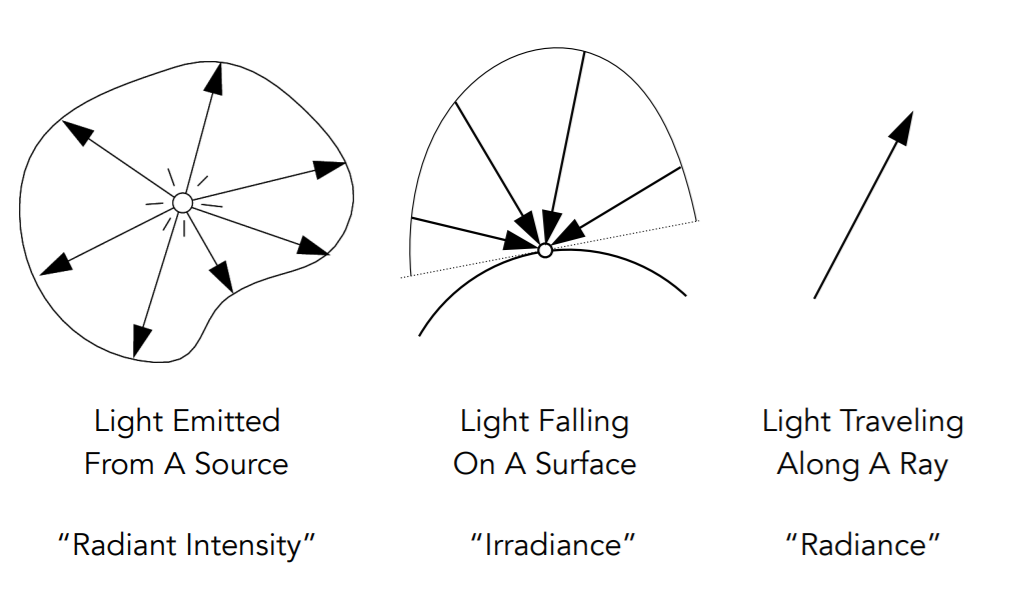 Light Emitted
From A Source
“Radiant Intensity”
Light Falling
On A Surface
“Irradiance”
Light Traveling
Along A Ray
“Radiance”